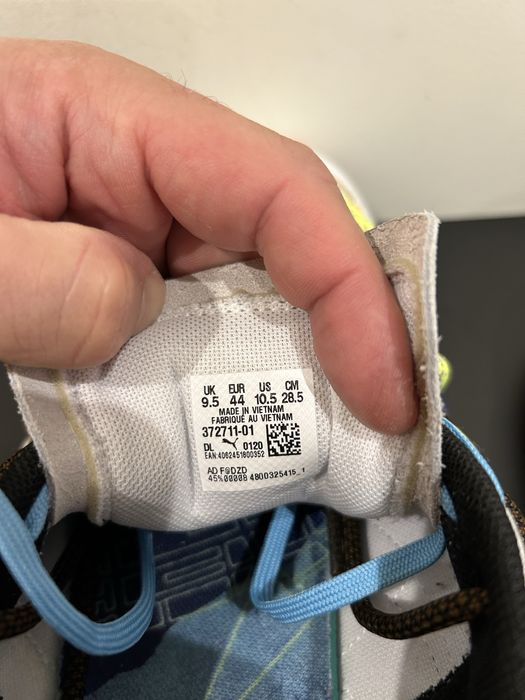 UK EUR US CM
9.5 44 10.5 28.5
MADE IN VIETNAM
FABRIQUÉ AU VIETNAM
372711-01
DL 0120
EAN:4062451800352
AD F@DZD
45%00008 4800325415_1